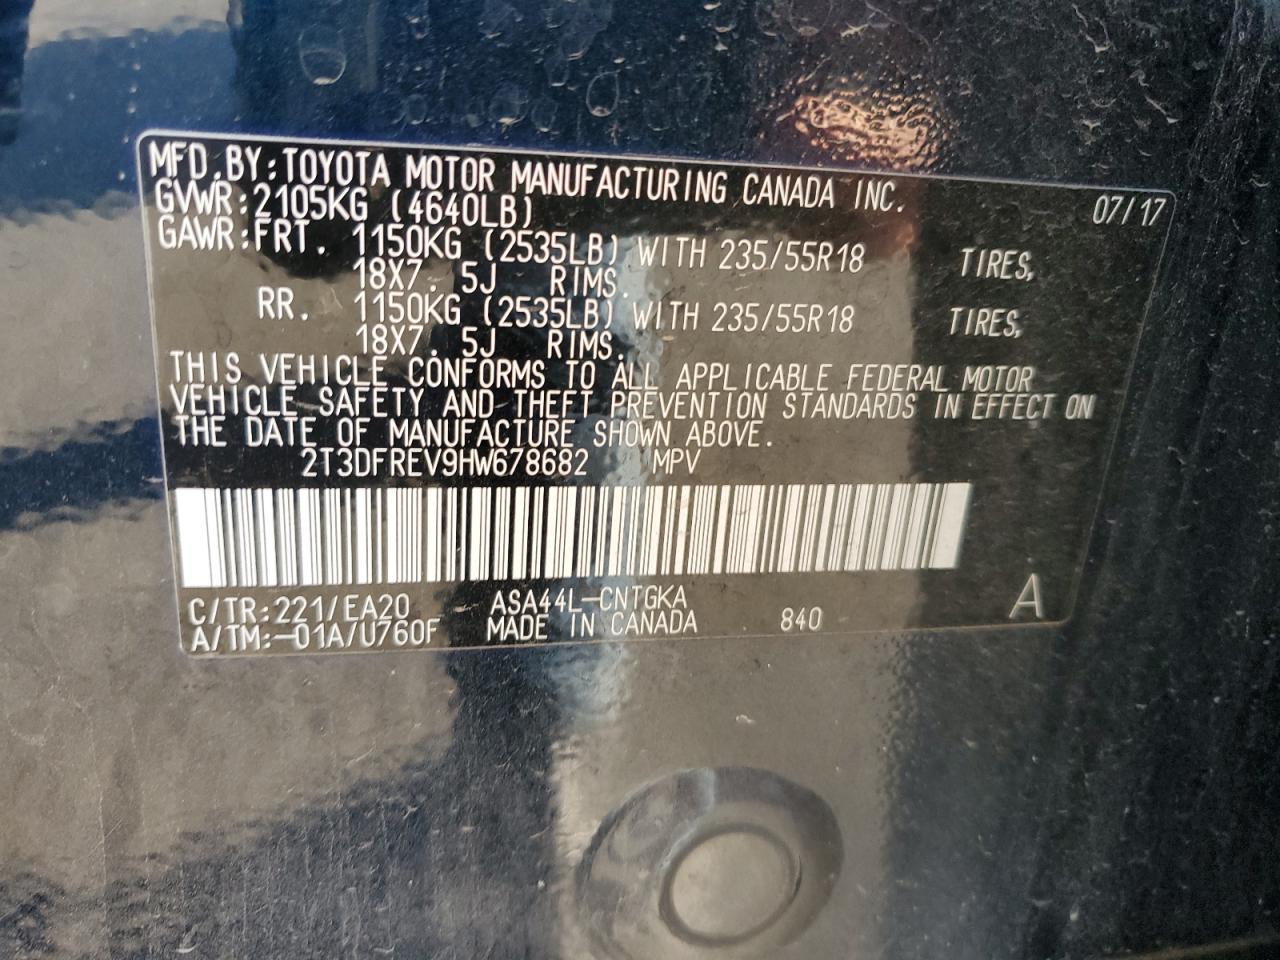 MFD.BY:TOYOTA MOTOR MANUFACTURING CANADA INC.
GVWR:2105KG (4640LB) 07/17
GAWR:FRT. 1150KG (2535LB) WITH 235/55R18 TIRES,
18X7.5J RIMS.
RR. 1150KG (2535LB) WITH 235/55R18 TIRES,
18X7.5J RIMS.
THIS VEHICLE CONFORMS TO ALL APPLICABLE FEDERAL MOTOR
VEHICLE SAFETY AND THEFT PREVENTION STANDARDS IN EFFECT ON
THE DATE OF MANUFACTURE SHOWN ABOVE.
2T3DFREV9HW678682 MPV
C/TR:221/EA20 ASA44L-CNTGKA A
A/TM:-01A/U760F MADE IN CANADA 840